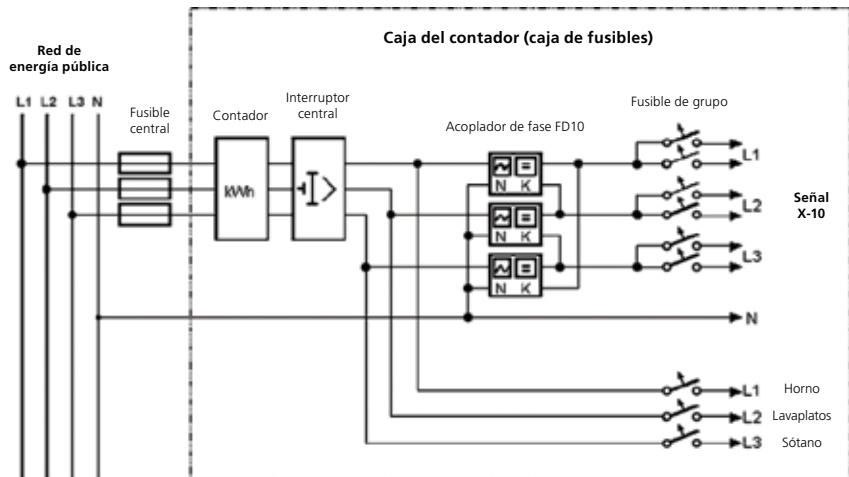 Caja del contador (caja de fusibles)
Red de
energía pública
L1 L2 L3 N
Fusible
central
Contador
Interruptor
central
Acoplador de fase FD10
Fusible de grupo
kWh
N K
N K
N K
L1
L2
L3
Señal
X-10
N
L1 Horno
L2 Lavaplatos
L3 Sótano